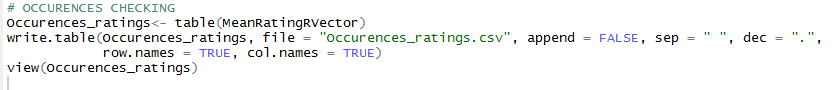 # OCCURENCES CHECKING
Occurences_ratings<- table(MeanRatingRVector)
write.table(Occurences_ratings, file = "Occurences_ratings.csv", append = FALSE, sep = " ", dec = ".",
            row.names = TRUE, col.names = TRUE)
view(Occurences_ratings)